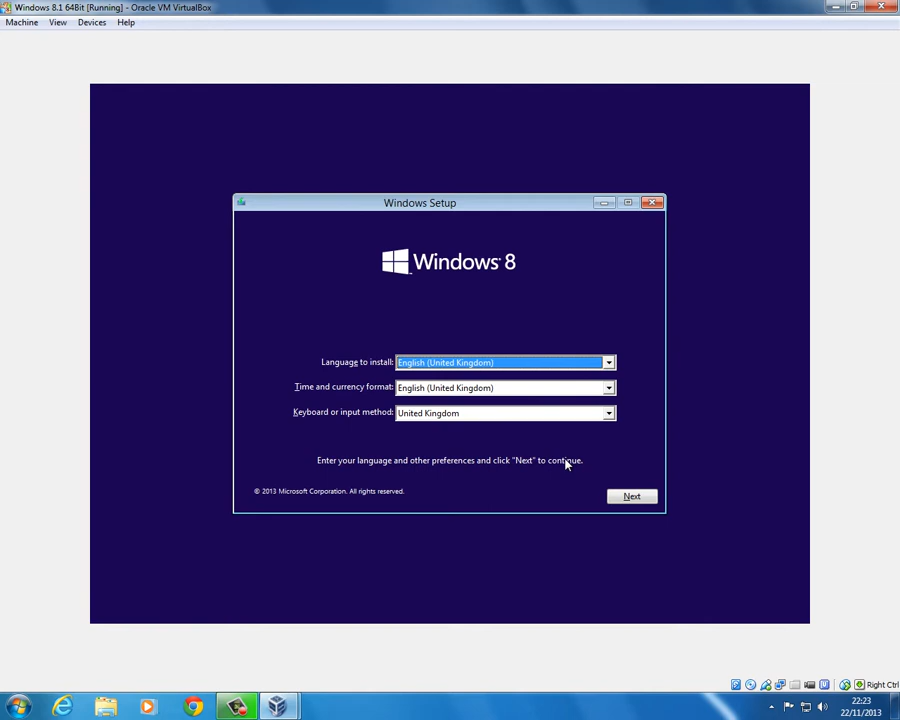 Windows 8.1 64Bit [Running] - Oracle VM VirtualBox
Machine View Devices Help
Windows Setup
Windows 8
Language to install: English (United Kingdom)
Time and currency format: English (United Kingdom)
Keyboard or input method: United Kingdom
Enter your language and other preferences and click "Next" to continue.
© 2013 Microsoft Corporation. All rights reserved.
Next
Right Ctrl
22:23
22/11/2013